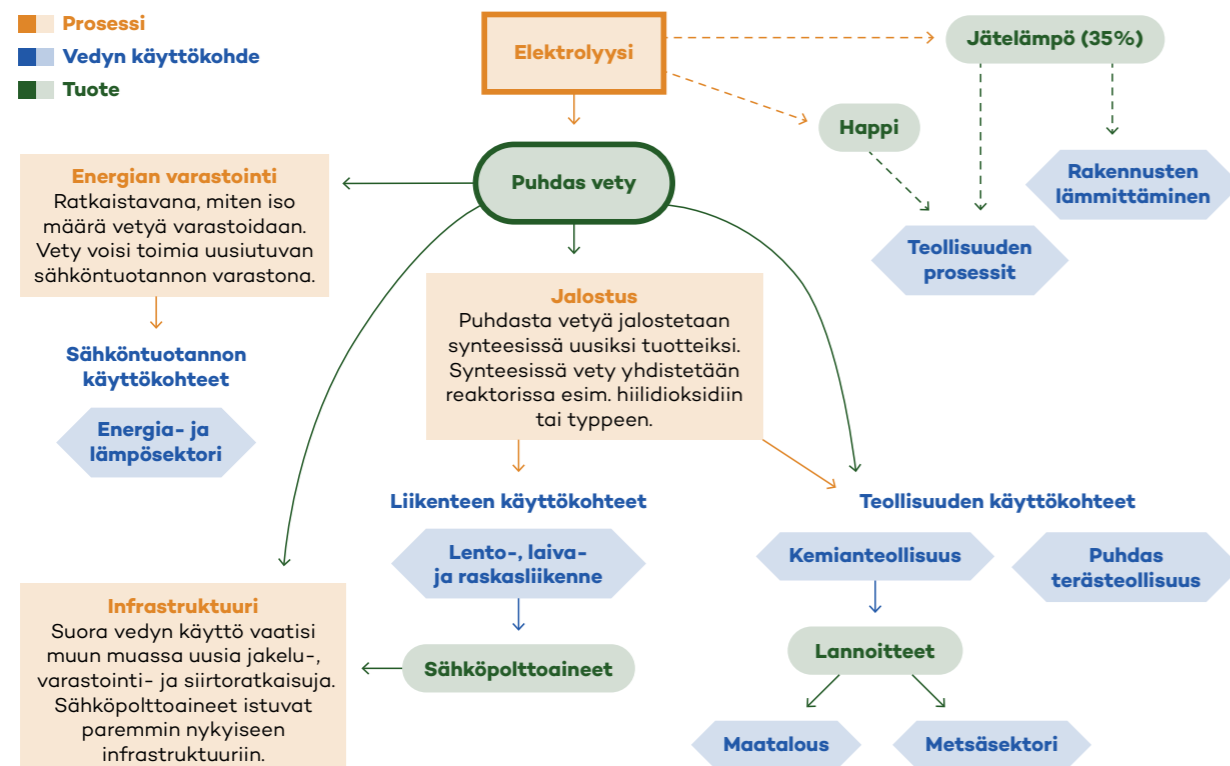 Prosessi
Vedyn käyttökohde
Tuote
Elektrolyysi
Jätelämpö (35%)
Happi
Rakennusten
lämmittäminen
Teollisuuden
prosessit
Puhdas vety
Energian varastointi
Ratkaistavana, miten iso
määrä vetyä varastoidaan.
Vety voisi toimia uusiutuvan
sähköntuotannon varastona.
Sähköntuotannon
käyttökohteet
Energia- ja
lämpösektori
Jalostus
Puhdasta vetyä jalostetaan
synteesissä uusiksi tuotteiksi.
Synteesissä vety yhdistetään
reaktorissa esim. hiilidioksidiin
tai typpeen.
Liikenteen käyttökohteet
Lento-, laiva-
ja raskasliikenne
Sähköpolttoaineet
Teollisuuden käyttökohteet
Kemianteollisuus
Puhdas
terästeollisuus
Lannoitteet
Maatalous
Metsäsektori
Infrastruktuuri
Suora vedyn käyttö vaatisi
muun muassa uusia jakelu-,
varastointi- ja siirtoratkaisuja.
Sähköpolttoaineet istuvat
paremmin nykyiseen
infrastruktuuriin.